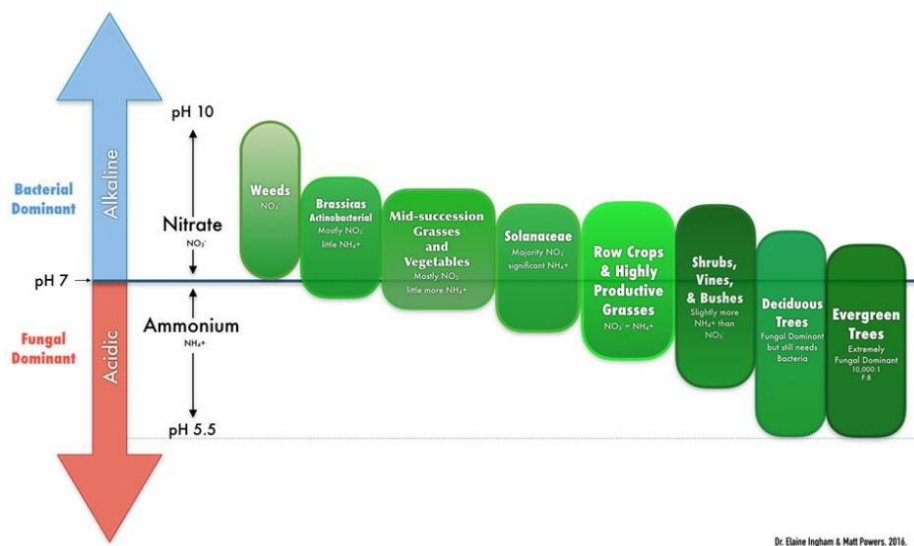 pH 10
Bacterial
Dominant
Alkaline
Nitrate
NO₃⁻
pH 7
Ammonium
NH₄+
Fungal
Dominant
Acidic
pH 5.5
Weeds
NO₃⁻
Brassicas
Actinobacterial
Mostly NO₃⁻
little NH₄+
Mid-succession
Grasses
and
Vegetables
Mostly NO₃⁻
little more NH₄+
Solanaceae
Majority NO₃⁻
significant NH₄+
Row Crops
& Highly
Productive
Grasses
NO₃⁻ = NH₄+
Shrubs,
Vines,
& Bushes
Slightly more
NH₄+ than
NO₃⁻
Deciduous
Trees
Fungal Dominant
but still needs
Bacteria
Evergreen
Trees
Extremely
Fungal Dominant
10,000:1
F:B
Dr. Elaine Ingham & Matt Powers, 2016.